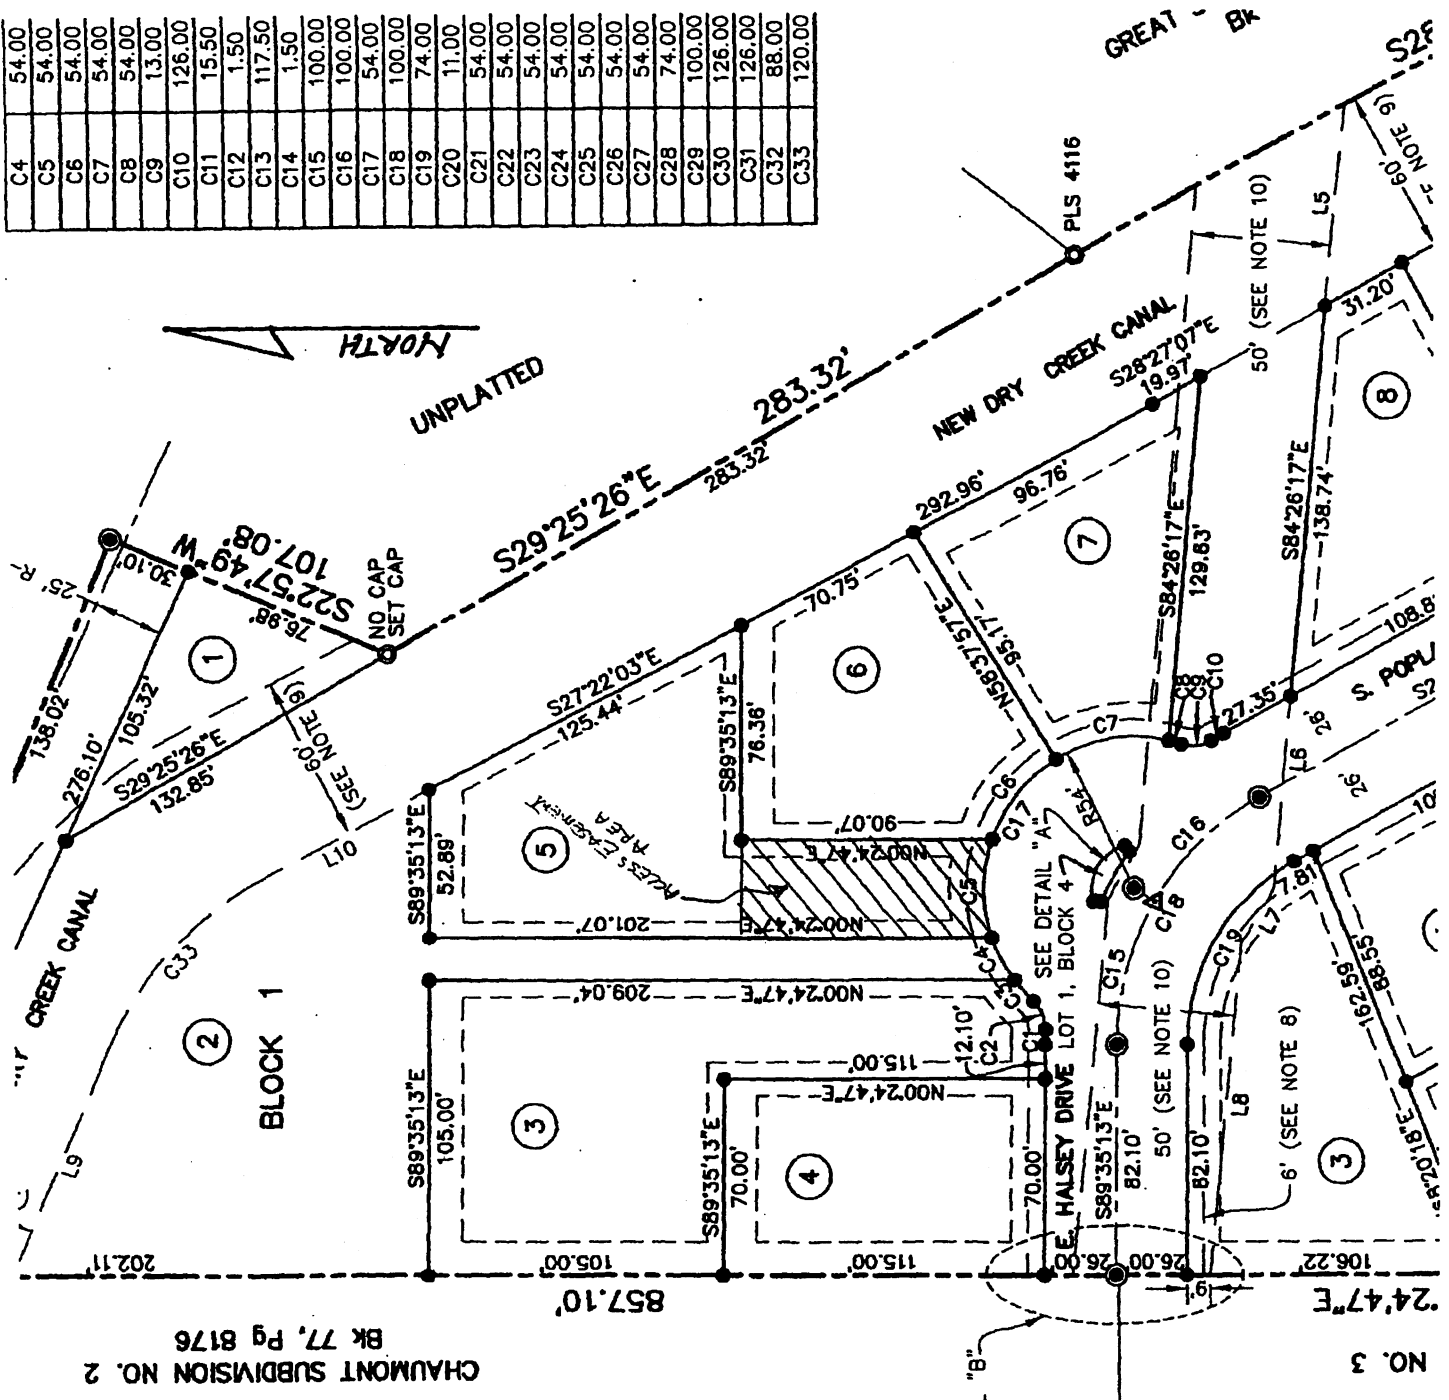 C4 54.00
C5 54.00
C6 54.00
C7 54.00
C8 54.00
C9 13.00
C10 126.00
C11 15.50
C12 1.50
C13 117.50
C14 1.50
C15 100.00
C16 100.00
C17 54.00
C18 100.00
C19 74.00
C20 11.00
C21 54.00
C22 54.00
C23 54.00
C24 54.00
C25 54.00
C26 54.00
C27 54.00
C28 74.00
C29 100.00
C30 126.00
C31 126.00
C32 88.00
C33 120.00
GREAT
Bk
S28
60'
NOTE 9)
PLS 4116
50' (SEE NOTE 10)
L5
NORTH
UNPLATTED
283.32'
283.32'
S29°25'26"E
NEW DRY CREEK CANAL
S28°27'07"E
19.97'
31.20'
8
25' R-
30.10'
S22°57'49"W
107.08'
76.98'
NO CAP
SET CAP
138.02'
276.10'
105.32'
1
S29°25'26"E
132.85'
60'
(SEE NOTE 9)
L10
CREEK CANAL
C33
2
BLOCK 1
L9
202.11'
S27°22'03"E
125.44'
70.75'
292.96'
96.76'
7
6
S89°35'13"E
76.36'
N58°37'57"E
95.17'
S84°26'17"E
129.83'
S84°26'17"E
138.74'
S89°35'13"E
52.89'
5
ACCESS EASEMENT
AREA
90.07'
N00°24'47"E
201.07'
N00°24'47"E
C5
C6
C7
C8
C9
C10
27.35'
108.8
S. POPL
S2
26'
26'
L6
R54'
C17
C16
C18
C15
C4
C3
C2
C1
12.10'
SEE DETAIL "A"
LOT 1, BLOCK 4
7.81
L7
C19
162.59'
88.55'
209.04'
N00°24'47"E
S89°35'13"E
105.00'
3
115.00'
N00°24'47"E
S89°35'13"E
70.00'
4
70.00'
E. HALSEY DRIVE
S89°35'13"E
82.10'
50' (SEE NOTE 10)
82.10'
L8
6' (SEE NOTE 8)
3
8°20'18"E
105.00'
115.00'
26.00'
26.00'
106.22'
6'
857.10'
°24'47"E
CHAUMONT SUBDIVISION NO. 2
Bk 77, Pg 8176
"B"
NO. 3